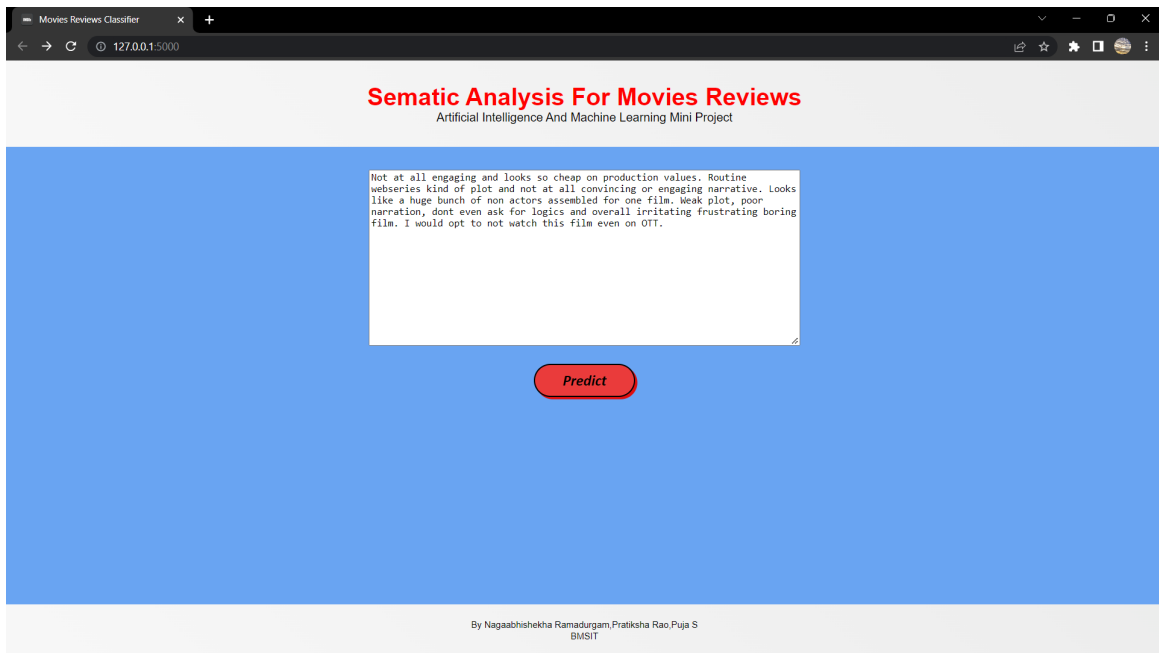 Movies Reviews Classifier
127.0.0.1:5000
Sematic Analysis For Movies Reviews
Artificial Intelligence And Machine Learning Mini Project
Not at all engaging and looks so cheap on production values. Routine
webseries kind of plot and not at all convincing or engaging narrative. Looks
like a huge bunch of non actors assembled for one film. Weak plot, poor
narration, dont even ask for logics and overall irritating frustrating boring
film. I would opt to not watch this film even on OTT.
Predict
By Nagaabhishekha Ramadurgam,Pratiksha Rao,Puja S
BMSIT